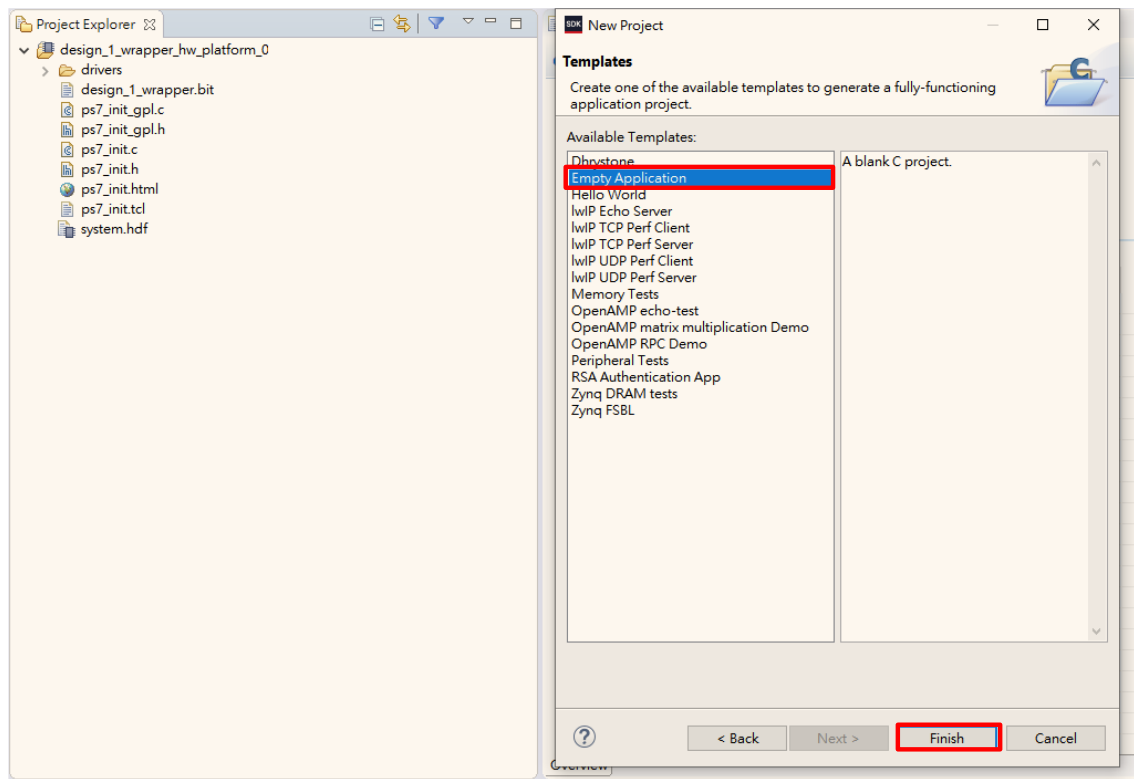 Project Explorer
design_1_wrapper_hw_platform_0
drivers
design_1_wrapper.bit
ps7_init_gpl.c
ps7_init_gpl.h
ps7_init.c
ps7_init.h
ps7_init.html
ps7_init.tcl
system.hdf
SDK New Project
Templates
Create one of the available templates to generate a fully-functioning
application project.
Available Templates:
Dhrystone
Empty Application
Hello World
lwIP Echo Server
lwIP TCP Perf Client
lwIP TCP Perf Server
lwIP UDP Perf Client
lwIP UDP Perf Server
Memory Tests
OpenAMP echo-test
OpenAMP matrix multiplication Demo
OpenAMP RPC Demo
Peripheral Tests
RSA Authentication App
Zynq DRAM tests
Zynq FSBL
A blank C project.
< Back
Next >
Finish
Cancel
Overview